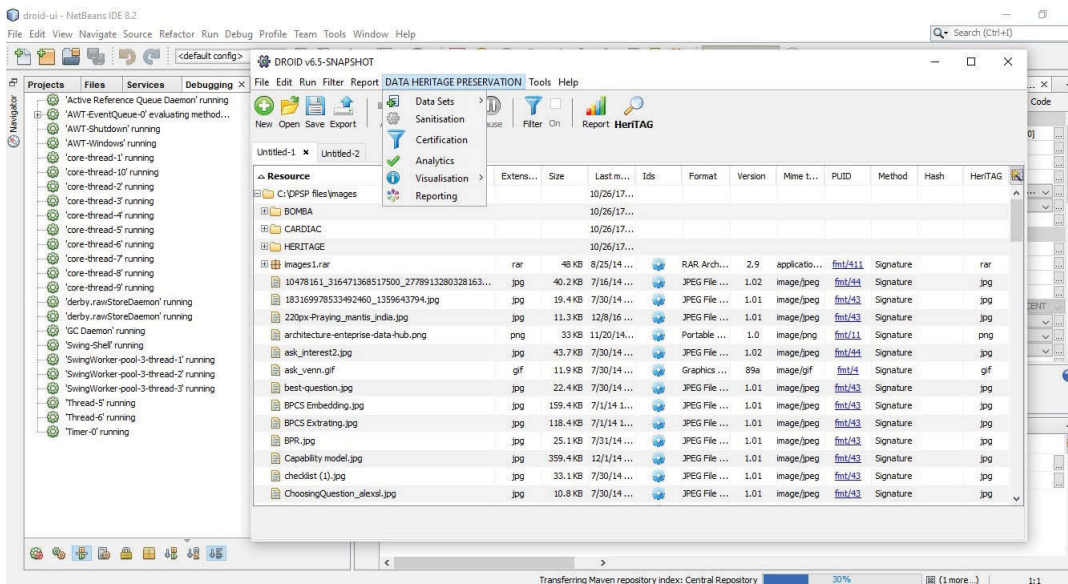 droid-ui - NetBeans IDE 8.2
File Edit View Navigate Source Refactor Run Debug Profile Team Tools Window Help
Search (Ctrl+I)
<default config>
Projects Files Services Debugging
Navigator
'Active Reference Queue Daemon' running
'AWT-EventQueue-0' evaluating method...
'AWT-Shutdown' running
'AWT-Windows' running
'core-thread-1' running
'core-thread-10' running
'core-thread-2' running
'core-thread-3' running
'core-thread-4' running
'core-thread-5' running
'core-thread-6' running
'core-thread-7' running
'core-thread-8' running
'core-thread-9' running
'derby.rawStoreDaemon' running
'derby.rawStoreDaemon' running
'GC Daemon' running
'Swing-Shell' running
'SwingWorker-pool-3-thread-1' running
'SwingWorker-pool-3-thread-2' running
'SwingWorker-pool-3-thread-3' running
'Thread-5' running
'Thread-6' running
'Timer-0' running
DROID v6.5-SNAPSHOT
File Edit Run Filter Report DATA HERITAGE PRESERVATION Tools Help
New Open Save Export
Filter On Report HeriTAG
Data Sets
Sanitisation
Certification
Analytics
Visualisation
Reporting
Untitled-1 Untitled-2
Resource Extens... Size Last m... Ids Format Version Mime t... PUID Method Hash HeriTAG
C:\DPSP files\images 10/26/17...
BOMBA 10/26/17...
CARDIAC 10/26/17...
HERITAGE 10/26/17...
images1.rar rar 48 KB 8/25/14 ... RAR Arch... 2.9 applicatio... fmt/411 Signature rar
10478161_316471368517500_2778913280328163... jpg 40.2 KB 7/16/14 ... JPEG File ... 1.02 image/jpeg fmt/44 Signature jpg
183169978533492460_1359643794.jpg jpg 19.4 KB 7/30/14 ... JPEG File ... 1.01 image/jpeg fmt/43 Signature jpg
220px-Praying_mantis_india.jpg jpg 11.3 KB 12/8/16 ... JPEG File ... 1.01 image/jpeg fmt/43 Signature jpg
architecture-enteprise-data-hub.png png 33 KB 11/20/14... Portable ... 1.0 image/png fmt/11 Signature png
ask_interest2.jpg jpg 43.7 KB 7/30/14 ... JPEG File ... 1.02 image/jpeg fmt/44 Signature jpg
ask_venn.gif gif 11.9 KB 7/30/14 ... Graphics ... 89a image/gif fmt/4 Signature gif
best-question.jpg jpg 22.4 KB 7/30/14 ... JPEG File ... 1.01 image/jpeg fmt/43 Signature jpg
BPCS Embedding.jpg jpg 159.4 KB 7/1/14 1... JPEG File ... 1.01 image/jpeg fmt/43 Signature jpg
BPCS Extrating.jpg jpg 118.4 KB 7/1/14 1... JPEG File ... 1.01 image/jpeg fmt/43 Signature jpg
BPR.jpg jpg 25.1 KB 7/31/14 ... JPEG File ... 1.01 image/jpeg fmt/43 Signature jpg
Capability model.jpg jpg 359.4 KB 12/1/14 ... JPEG File ... 1.01 image/jpeg fmt/43 Signature jpg
checklist (1).jpg jpg 33.1 KB 7/30/14 ... JPEG File ... 1.01 image/jpeg fmt/43 Signature jpg
ChoosingQuestion_alexsl.jpg jpg 10.8 KB 7/30/14 ... JPEG File ... 1.01 image/jpeg fmt/43 Signature jpg
Code
Transferring Maven repository index: Central Repository 30% (1 more...) 1:1